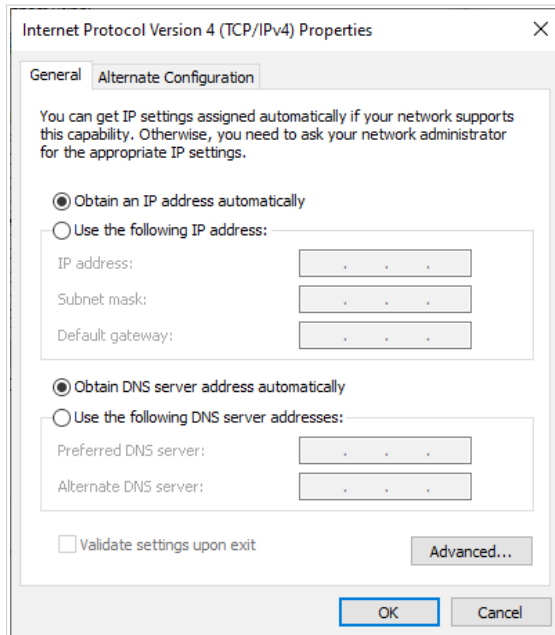 Internet Protocol Version 4 (TCP/IPv4) Properties
General
Alternate Configuration
You can get IP settings assigned automatically if your network supports
this capability. Otherwise, you need to ask your network administrator
for the appropriate IP settings.
Obtain an IP address automatically
Use the following IP address:
IP address:
Subnet mask:
Default gateway:
Obtain DNS server address automatically
Use the following DNS server addresses:
Preferred DNS server:
Alternate DNS server:
Validate settings upon exit
Advanced...
OK
Cancel